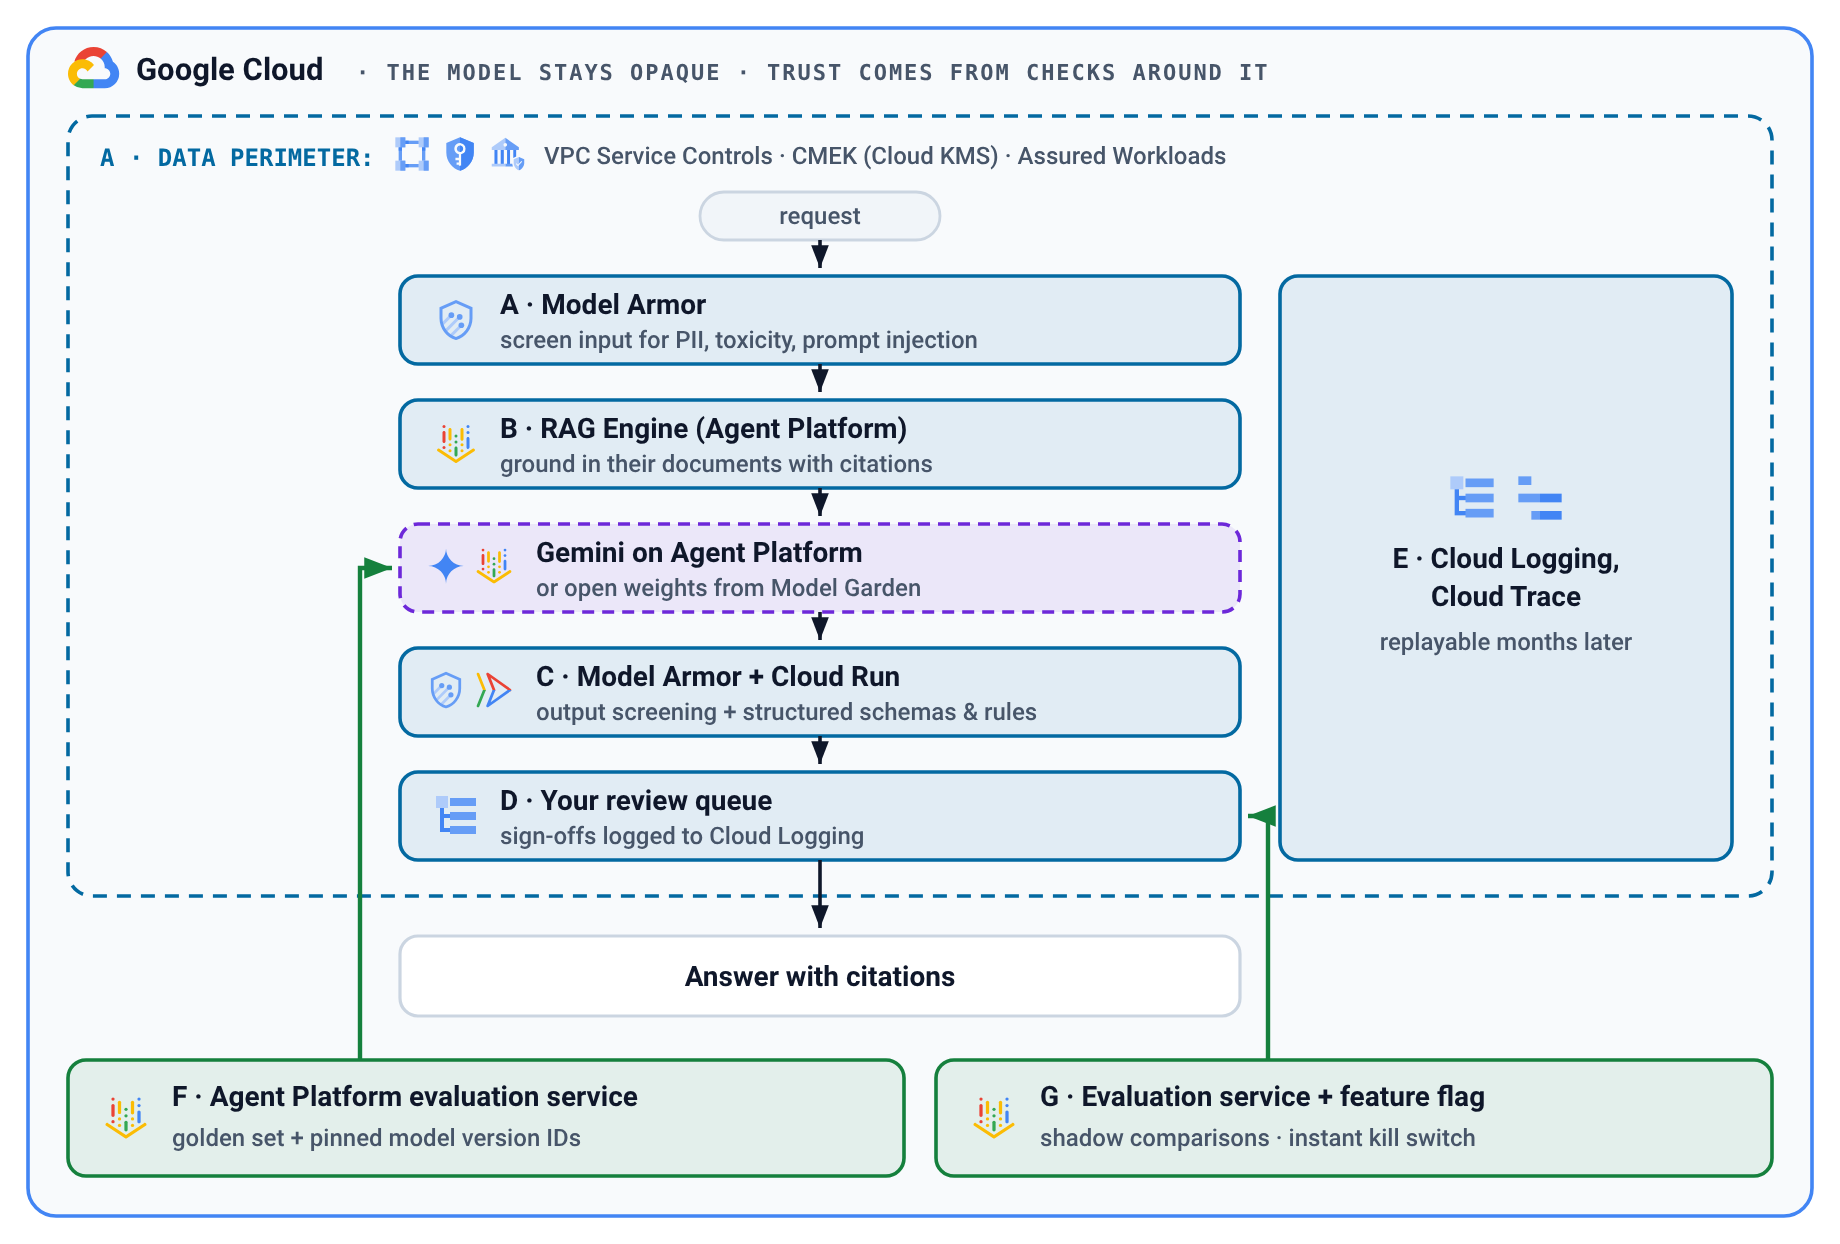 Google Cloud · THE MODEL STAYS OPAQUE · TRUST COMES FROM CHECKS AROUND IT
A · DATA PERIMETER: VPC Service Controls · CMEK (Cloud KMS) · Assured Workloads
request
A · Model Armor
screen input for PII, toxicity, prompt injection
B · RAG Engine (Agent Platform)
ground in their documents with citations
Gemini on Agent Platform
or open weights from Model Garden
C · Model Armor + Cloud Run
output screening + structured schemas & rules
D · Your review queue
sign-offs logged to Cloud Logging
E · Cloud Logging,
Cloud Trace
replayable months later
Answer with citations
F · Agent Platform evaluation service
golden set + pinned model version IDs
G · Evaluation service + feature flag
shadow comparisons · instant kill switch